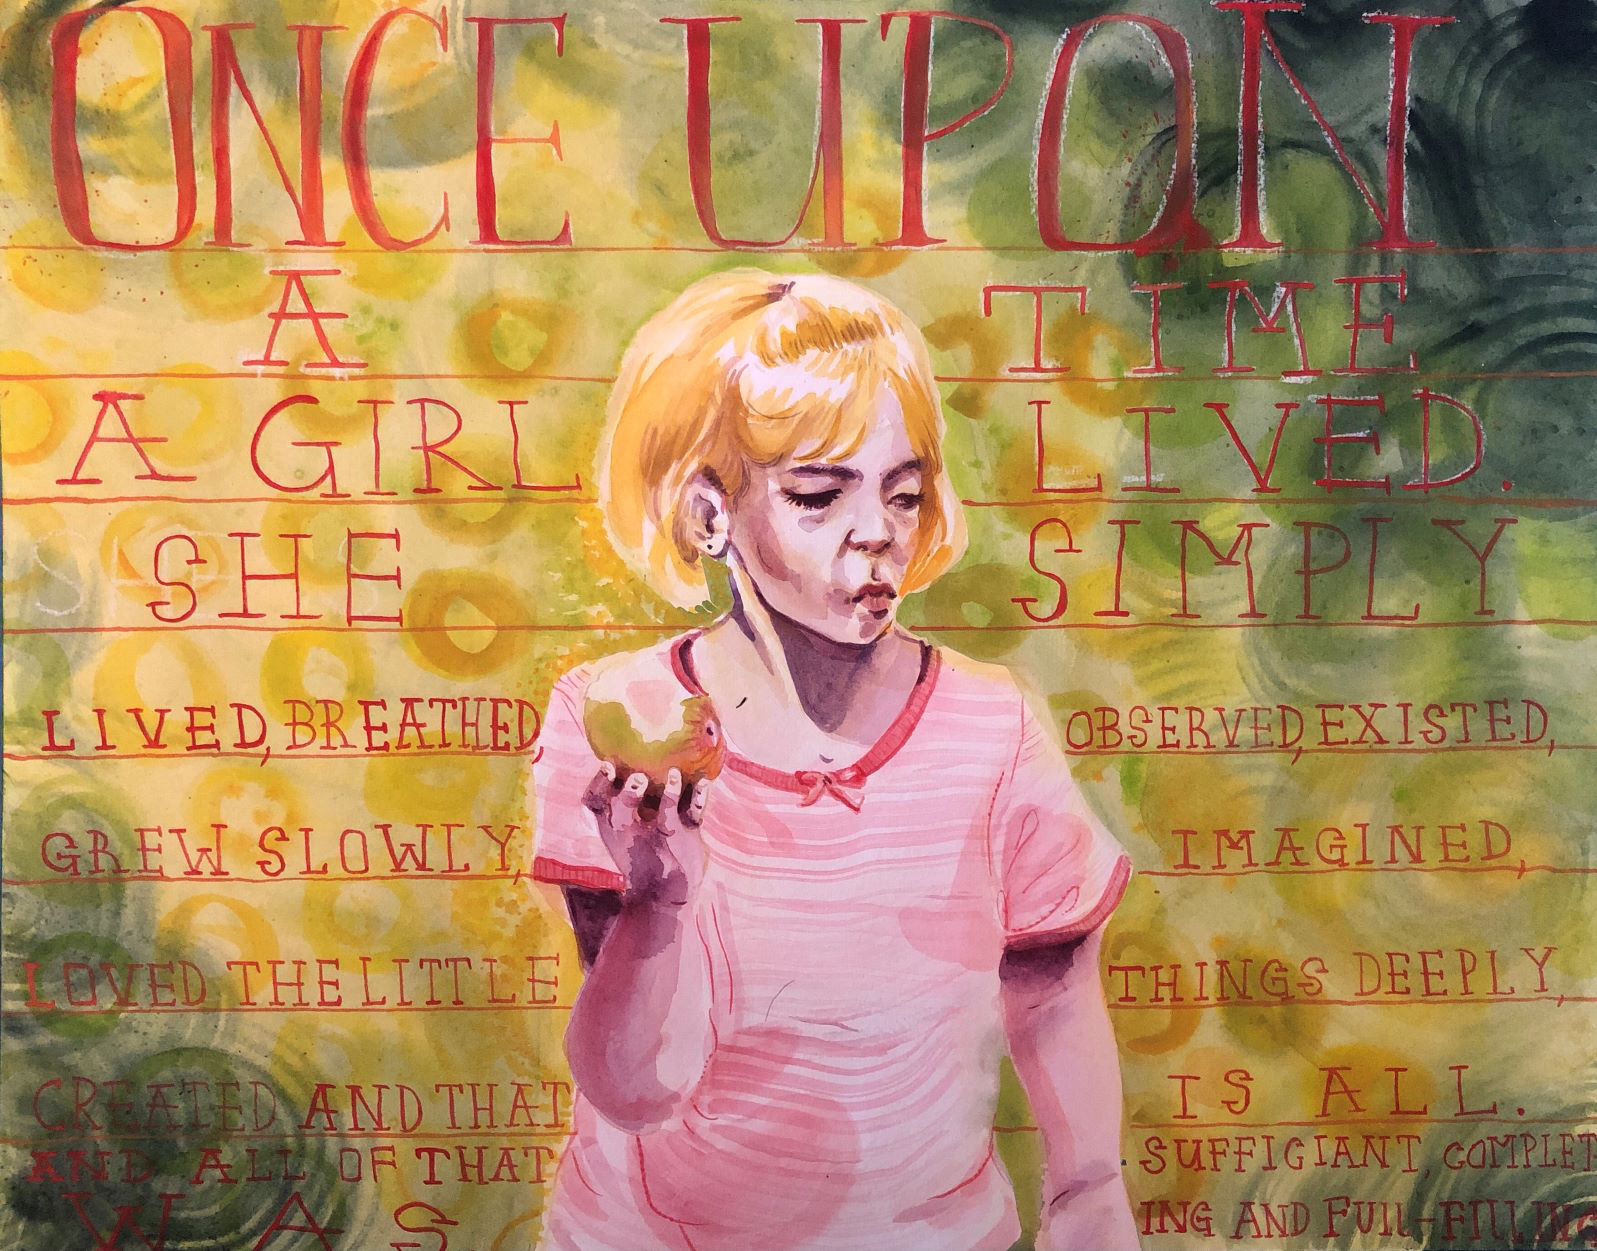 ONCE UPON
A TIME
A GIRL LIVED.
SHE SIMPLY
LIVED, BREATHED, OBSERVED, EXISTED,
GREW SLOWLY, IMAGINED,
LOVED THE LITTLE THINGS DEEPLY,
CREATED AND THAT IS ALL.
AND ALL OF THAT SUFFIGIANT, COMPLET
WAS ING AND FULL-FILLING